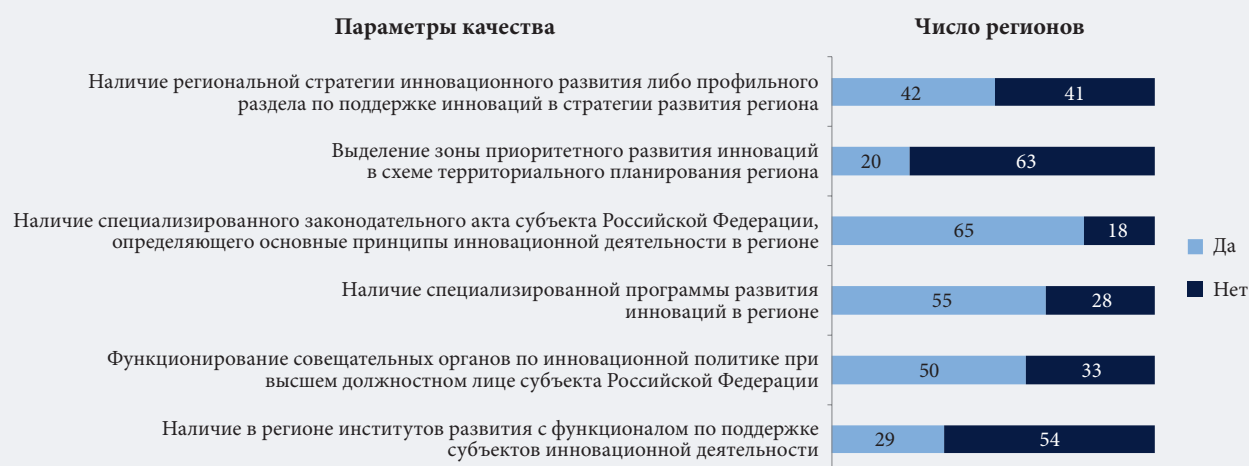 Параметры качества
Число регионов
Наличие региональной стратегии инновационного развития либо профильного
раздела по поддержке инноваций в стратегии развития региона
42 41
Выделение зоны приоритетного развития инноваций
в схеме территориального планирования региона
20 63
Наличие специализированного законодательного акта субъекта Российской Федерации,
определяющего основные принципы инновационной деятельности в регионе
65 18
Наличие специализированной программы развития
инноваций в регионе
55 28
Функционирование совещательных органов по инновационной политике при
высшем должностном лице субъекта Российской Федерации
50 33
Наличие в регионе институтов развития с функционалом по поддержке
субъектов инновационной деятельности
29 54
Да
Нет